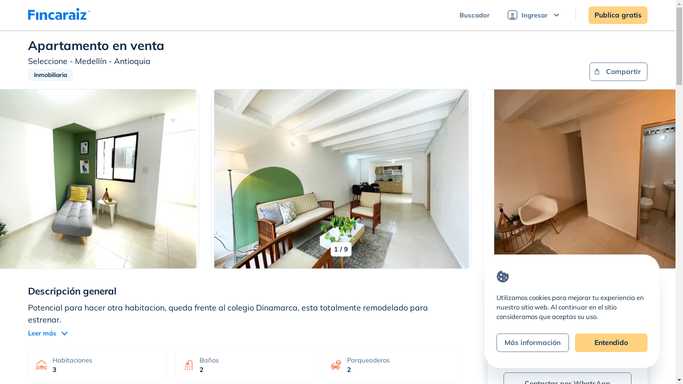 Fincaraiz
Buscador
Ingresar
Publica gratis
Apartamento en venta
Seleccione - Medellín - Antioquia
Inmobiliaria
Compartir
1 / 9
Descripción general
Potencial para hacer otra habitacion, queda frente al colegio Dinamarca, esta totalmente remodelado para
estrenar.
Leer más
Habitaciones
3
Baños
2
Parqueaderos
2
Utilizamos cookies para mejorar tu experiencia en
nuestro sitio web. Al continuar en el sitio
consideramos que aceptas su uso.
Más información
Entendido
Contactar por WhatsApp